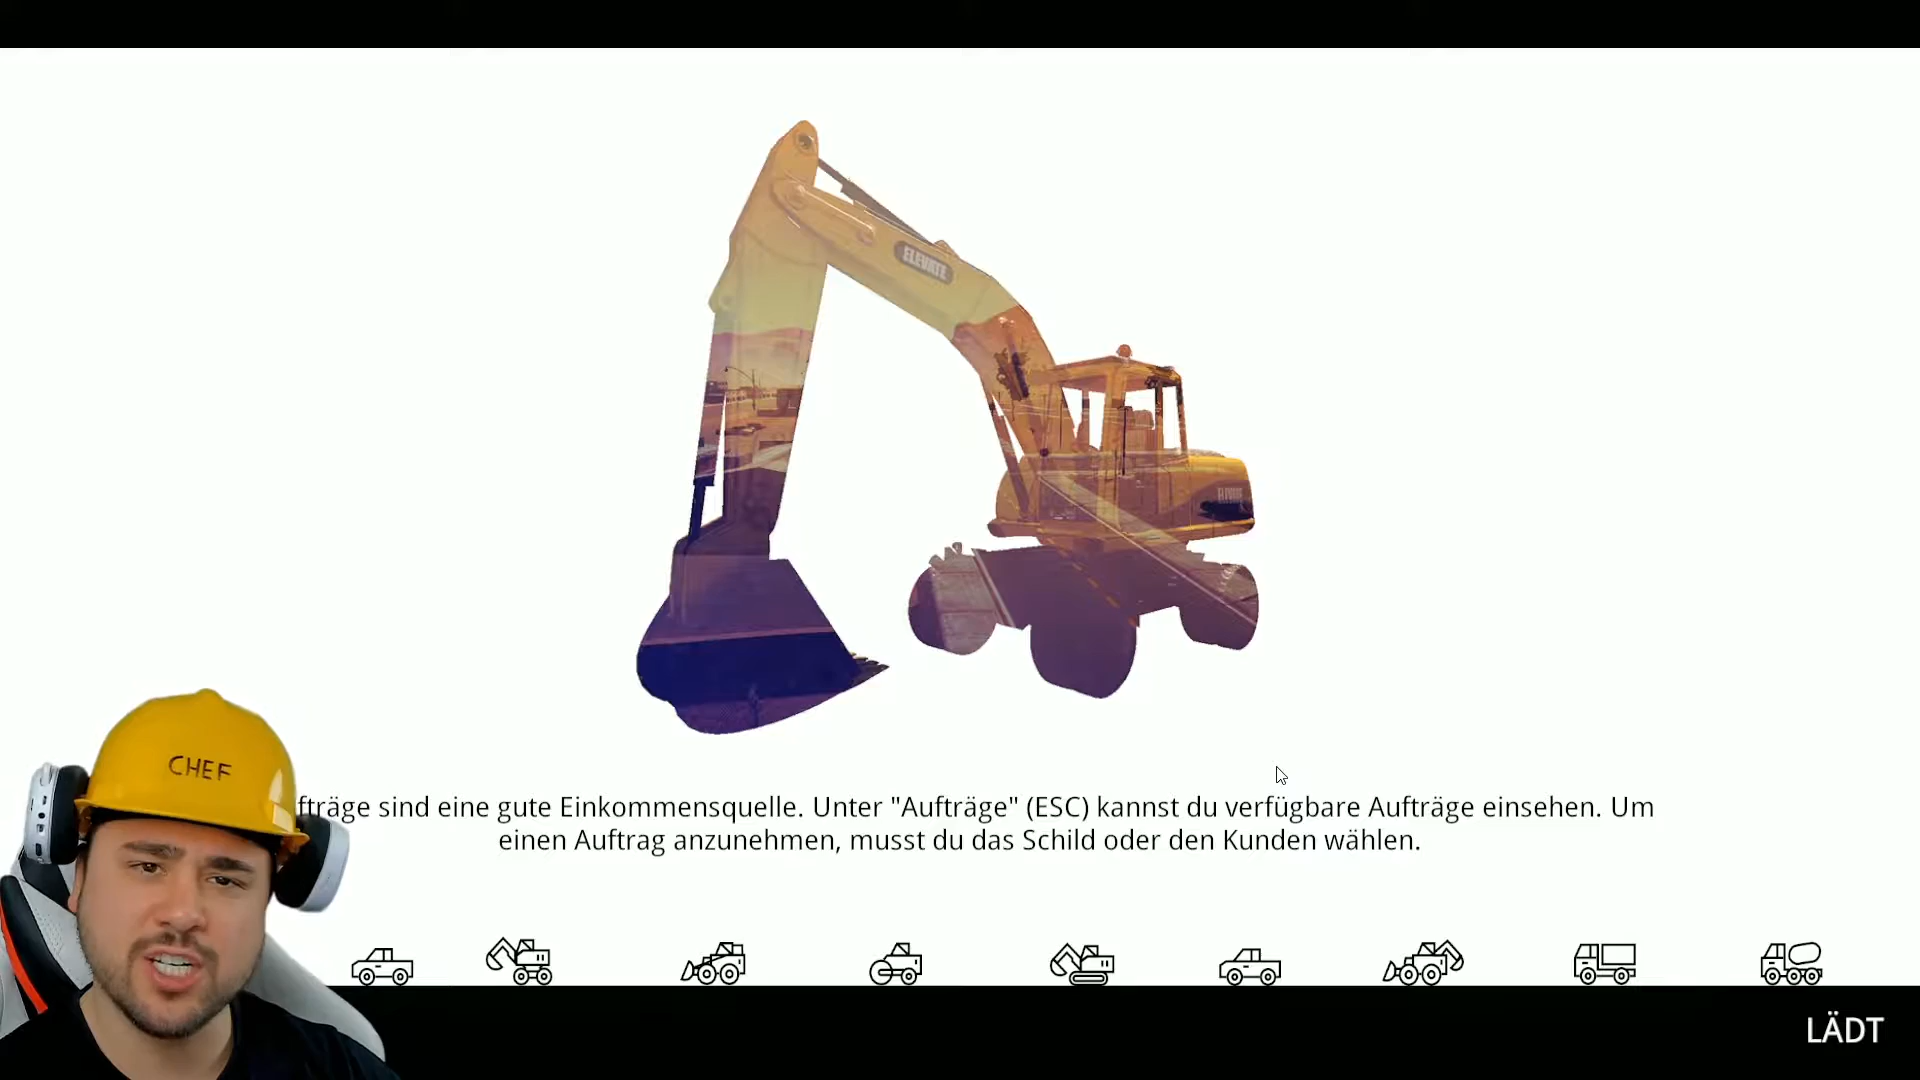 ELEVATE
CHEF
fträge sind eine gute Einkommensquelle. Unter "Aufträge" (ESC) kannst du verfügbare Aufträge einsehen. Um
einen Auftrag anzunehmen, musst du das Schild oder den Kunden wählen.
LÄDT